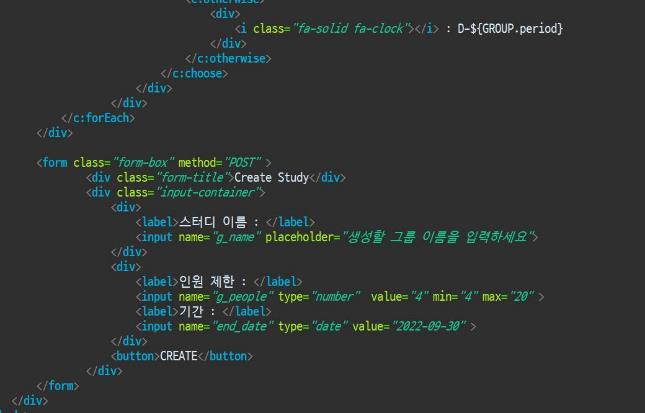 <c:otherwise>
<div>
<i class="fa-solid fa-clock"></i> : D-${GROUP.period}
</div>
</c:otherwise>
</c:choose>
</div>
</div>
</c:forEach>
</div>
<form class="form-box" method="POST" >
<div class="form-title">Create Study</div>
<div class="input-container">
<div>
<label>스터디 이름 : </label>
<input name="g_name" placeholder="생성할 그룹 이름을 입력하세요">
</div>
<div>
<label>인원 제한 : </label>
<input name="g_people" type="number"  value="4" min="4" max="20" >
<label>기간 : </label>
<input name="end_date" type="date" value="2022-09-30" >
</div>
<button>CREATE</button>
</div>
</form>
</div>